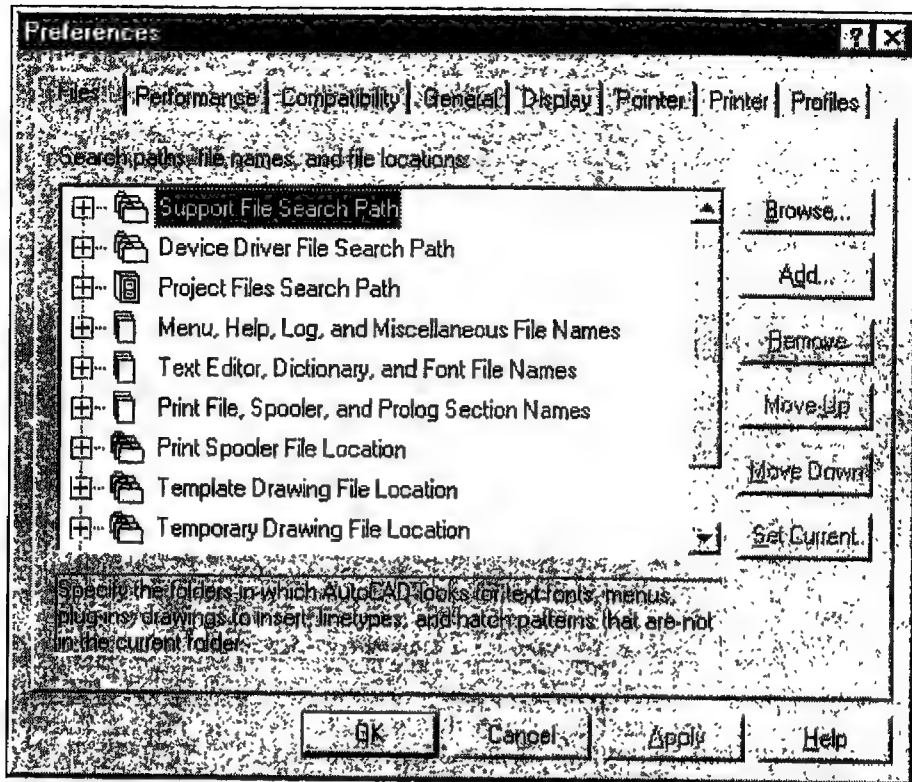 Preferences
Files Performance Compatibility General Display Pointer Printer Profiles
Search paths, file names, and file locations:
Support File Search Path
Device Driver File Search Path
Project Files Search Path
Menu, Help, Log, and Miscellaneous File Names
Text Editor, Dictionary, and Font File Names
Print File, Spooler, and Prolog Section Names
Print Spooler File Location
Template Drawing File Location
Temporary Drawing File Location
Browse...
Add...
Remove
Move Up
Move Down
Set Current
Specify the folders in which AutoCAD looks for text fonts, menus,
plug-ins, drawings to insert, linetypes, and hatch patterns that are not
in the current folder.
OK Cancel Apply Help